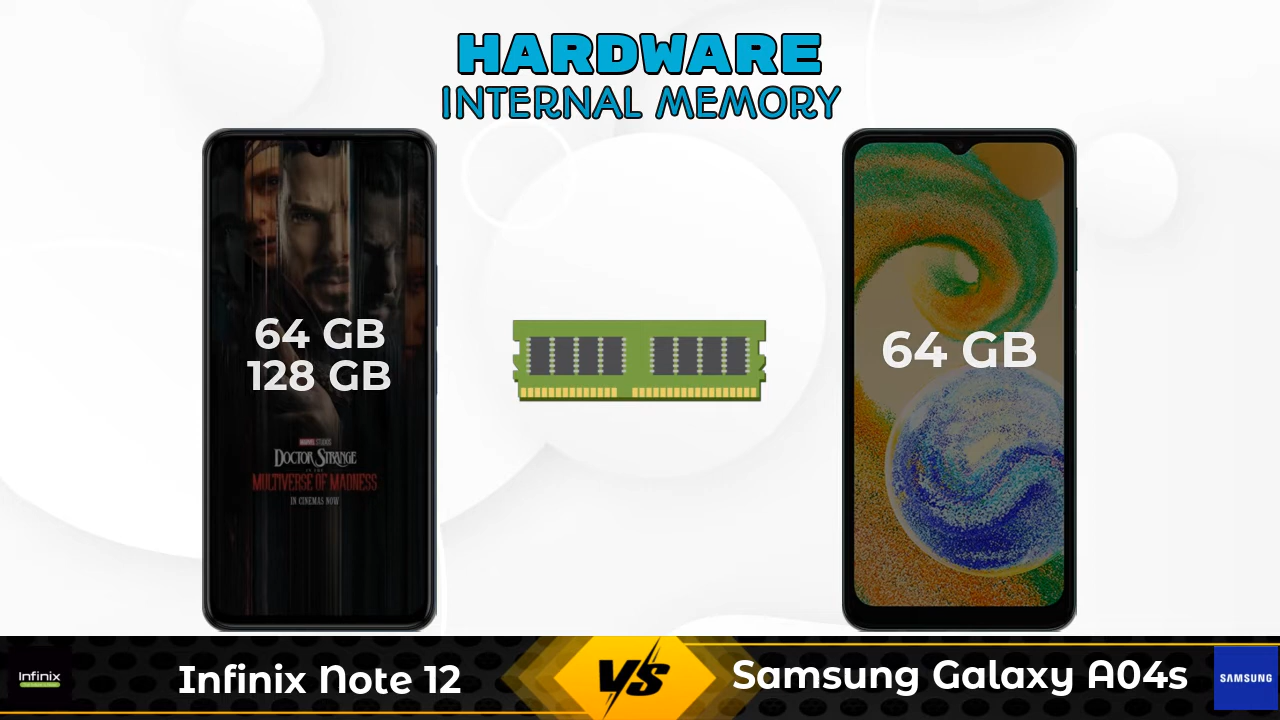 HARDWARE
INTERNAL MEMORY
64 GB
128 GB
64 GB
MARVEL STUDIOS
DOCTOR STRANGE
IN THE
MULTIVERSE OF MADNESS
IN CINEMAS NOW
Infinix
Infinix Note 12
VS
Samsung Galaxy A04s
SAMSUNG